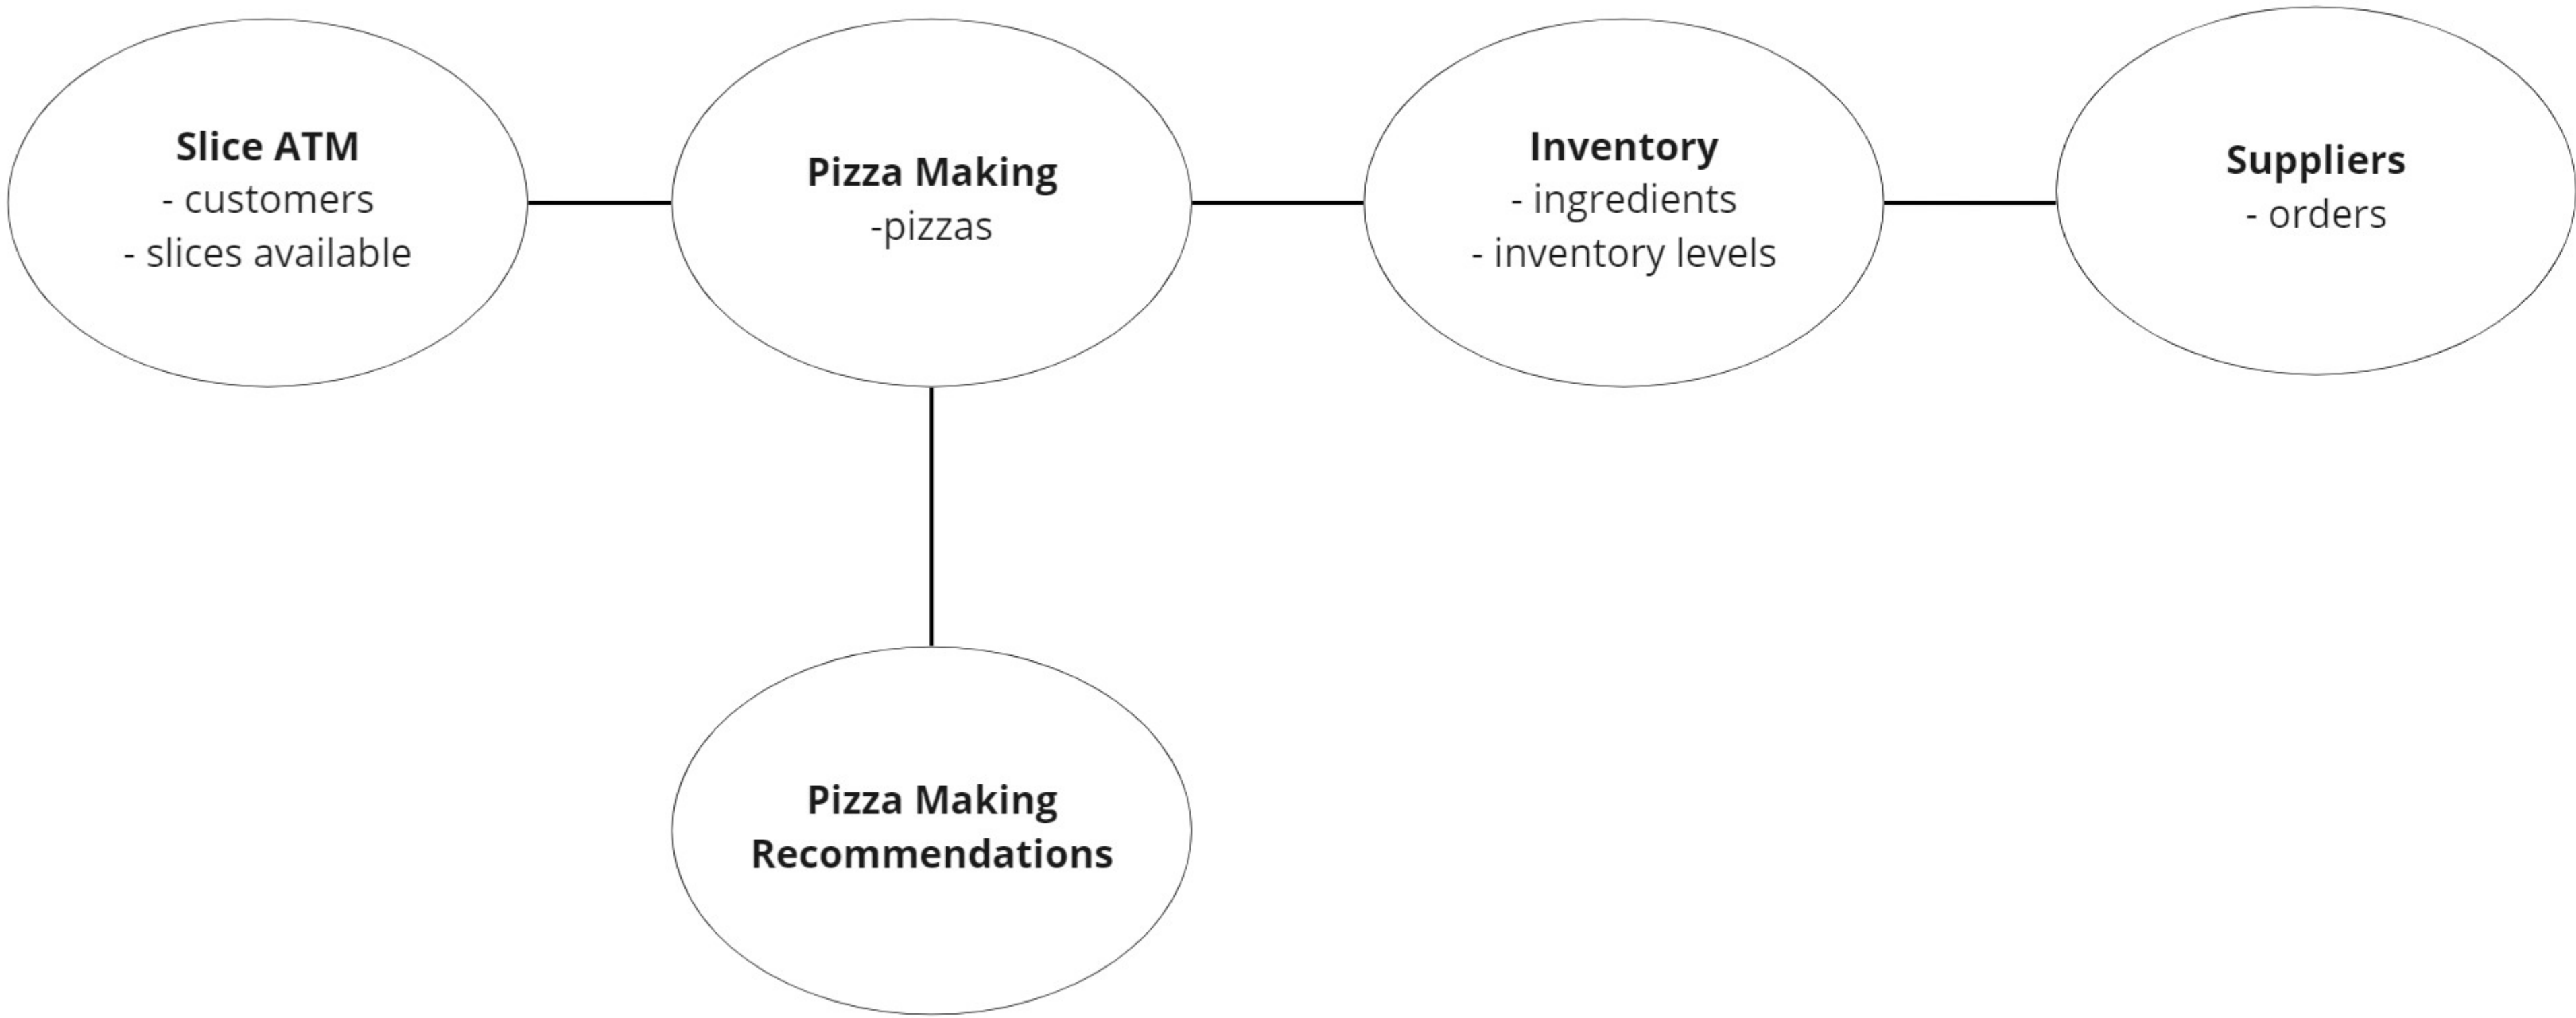 Slice ATM
- customers
- slices available
Pizza Making
-pizzas
Inventory
- ingredients
- inventory levels
Suppliers
- orders
Pizza Making
Recommendations